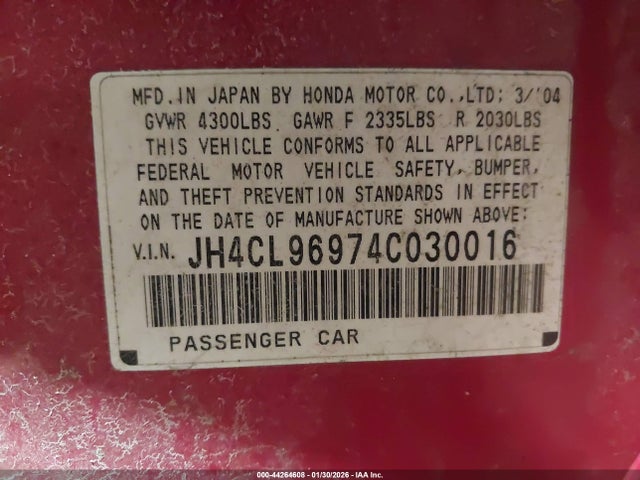 MFD. IN JAPAN BY HONDA MOTOR CO.,LTD; 3/'04
GVWR 4300LBS GAWR F 2335LBS R 2030LBS
THIS VEHICLE CONFORMS TO ALL APPLICABLE
FEDERAL MOTOR VEHICLE SAFETY, BUMPER,
AND THEFT PREVENTION STANDARDS IN EFFECT
ON THE DATE OF MANUFACTURE SHOWN ABOVE:
V.I.N. JH4CL96974C030016
PASSENGER CAR
000-44264608 - 01/30/2026 - IAA Inc.